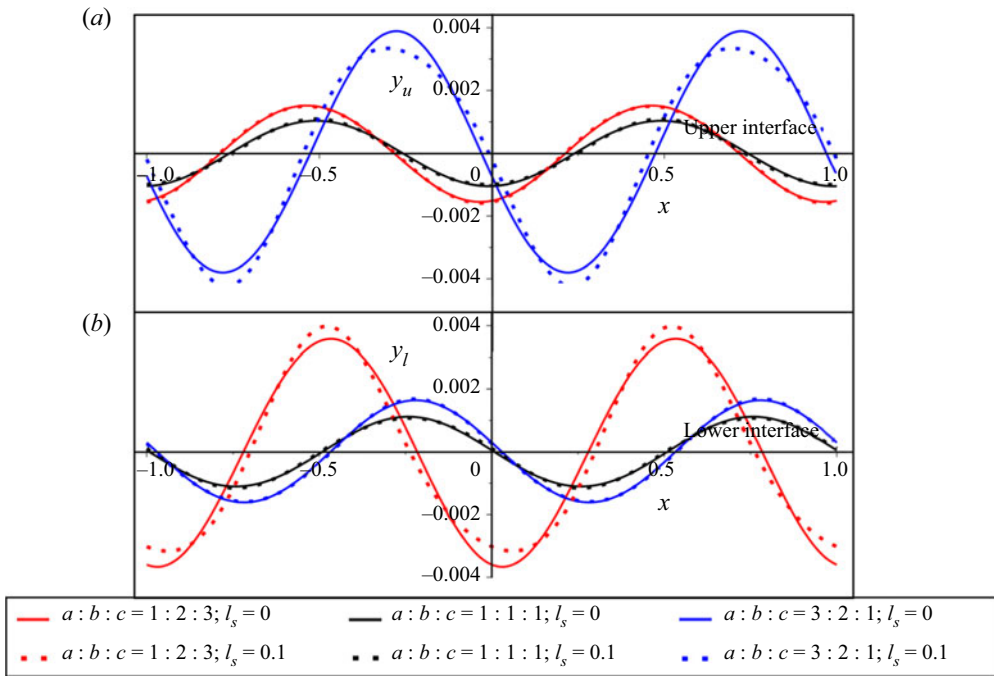 (a)
0.004
y_u
0.002
Upper interface
–1.0 –0.5 0 0.5 1.0
x
–0.002
–0.004
(b)
0.004
y_l
0.002
Lower interface
–1.0 –0.5 0 0.5 1.0
x
–0.002
–0.004
a : b : c = 1 : 2 : 3; l_s = 0 a : b : c = 1 : 1 : 1; l_s = 0 a : b : c = 3 : 2 : 1; l_s = 0
a : b : c = 1 : 2 : 3; l_s = 0.1 a : b : c = 1 : 1 : 1; l_s = 0.1 a : b : c = 3 : 2 : 1; l_s = 0.1